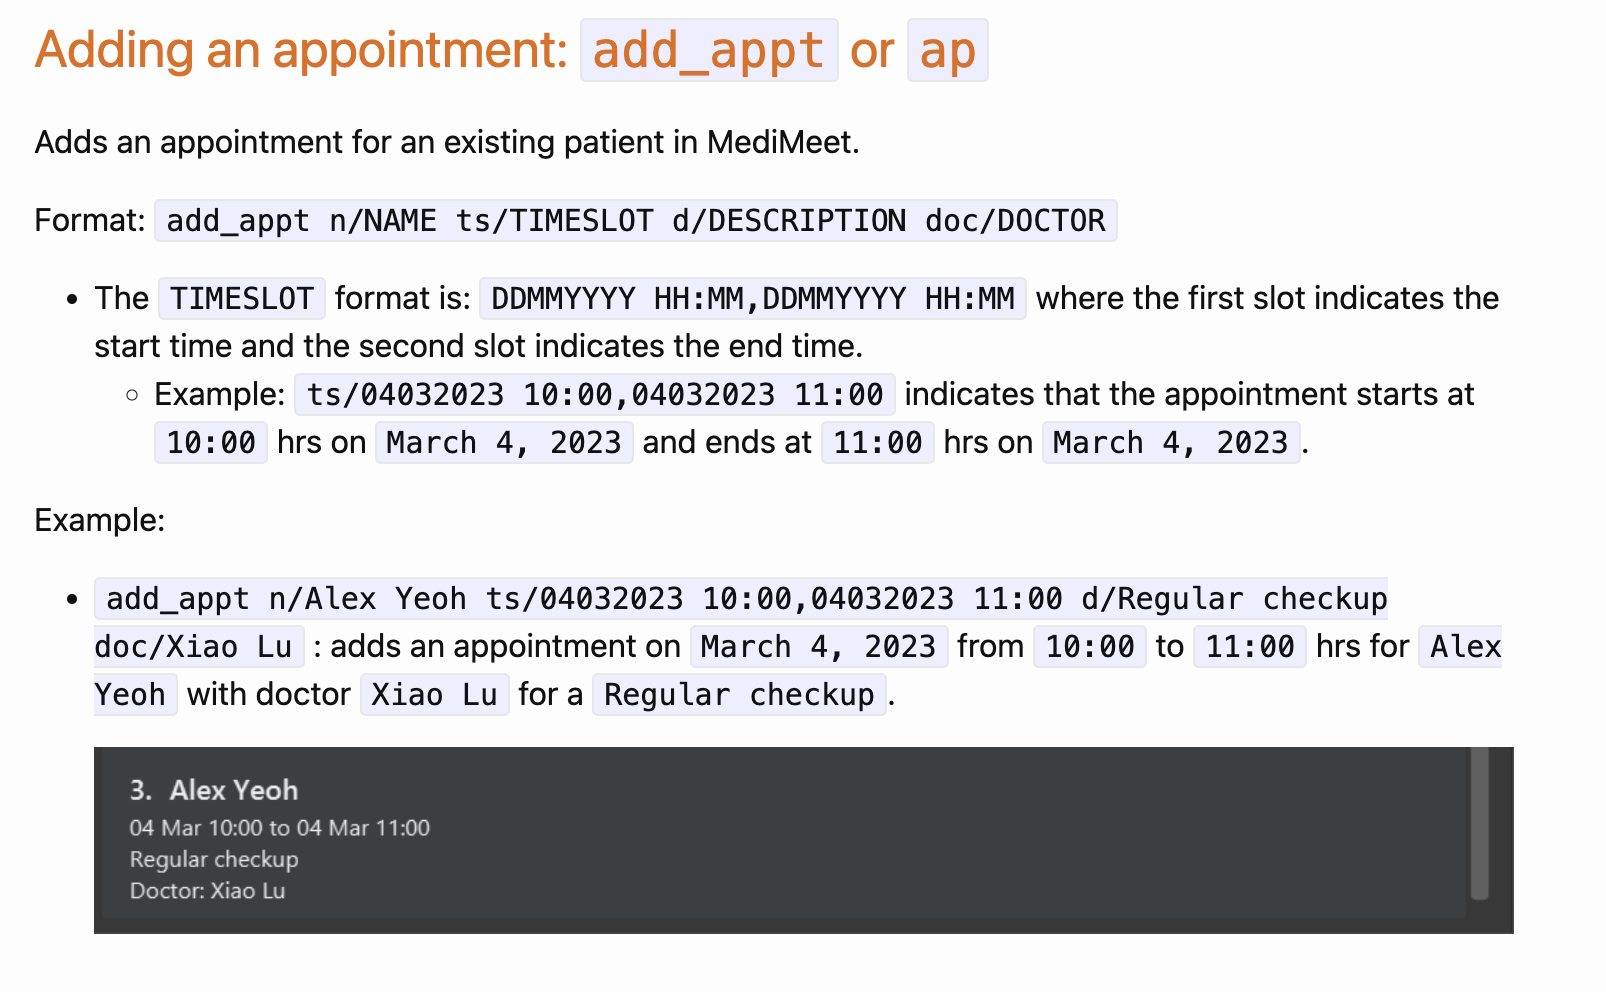 Adding an appointment: add_appt or ap
Adds an appointment for an existing patient in MediMeet.
Format: add_appt n/NAME ts/TIMESLOT d/DESCRIPTION doc/DOCTOR
• The TIMESLOT format is: DDMMYYYY HH:MM,DDMMYYYY HH:MM where the first slot indicates the
start time and the second slot indicates the end time.
◦ Example: ts/04032023 10:00,04032023 11:00 indicates that the appointment starts at
10:00 hrs on March 4, 2023 and ends at 11:00 hrs on March 4, 2023.
Example:
• add_appt n/Alex Yeoh ts/04032023 10:00,04032023 11:00 d/Regular checkup
doc/Xiao Lu : adds an appointment on March 4, 2023 from 10:00 to 11:00 hrs for Alex
Yeoh with doctor Xiao Lu for a Regular checkup.
3. Alex Yeoh
04 Mar 10:00 to 04 Mar 11:00
Regular checkup
Doctor: Xiao Lu